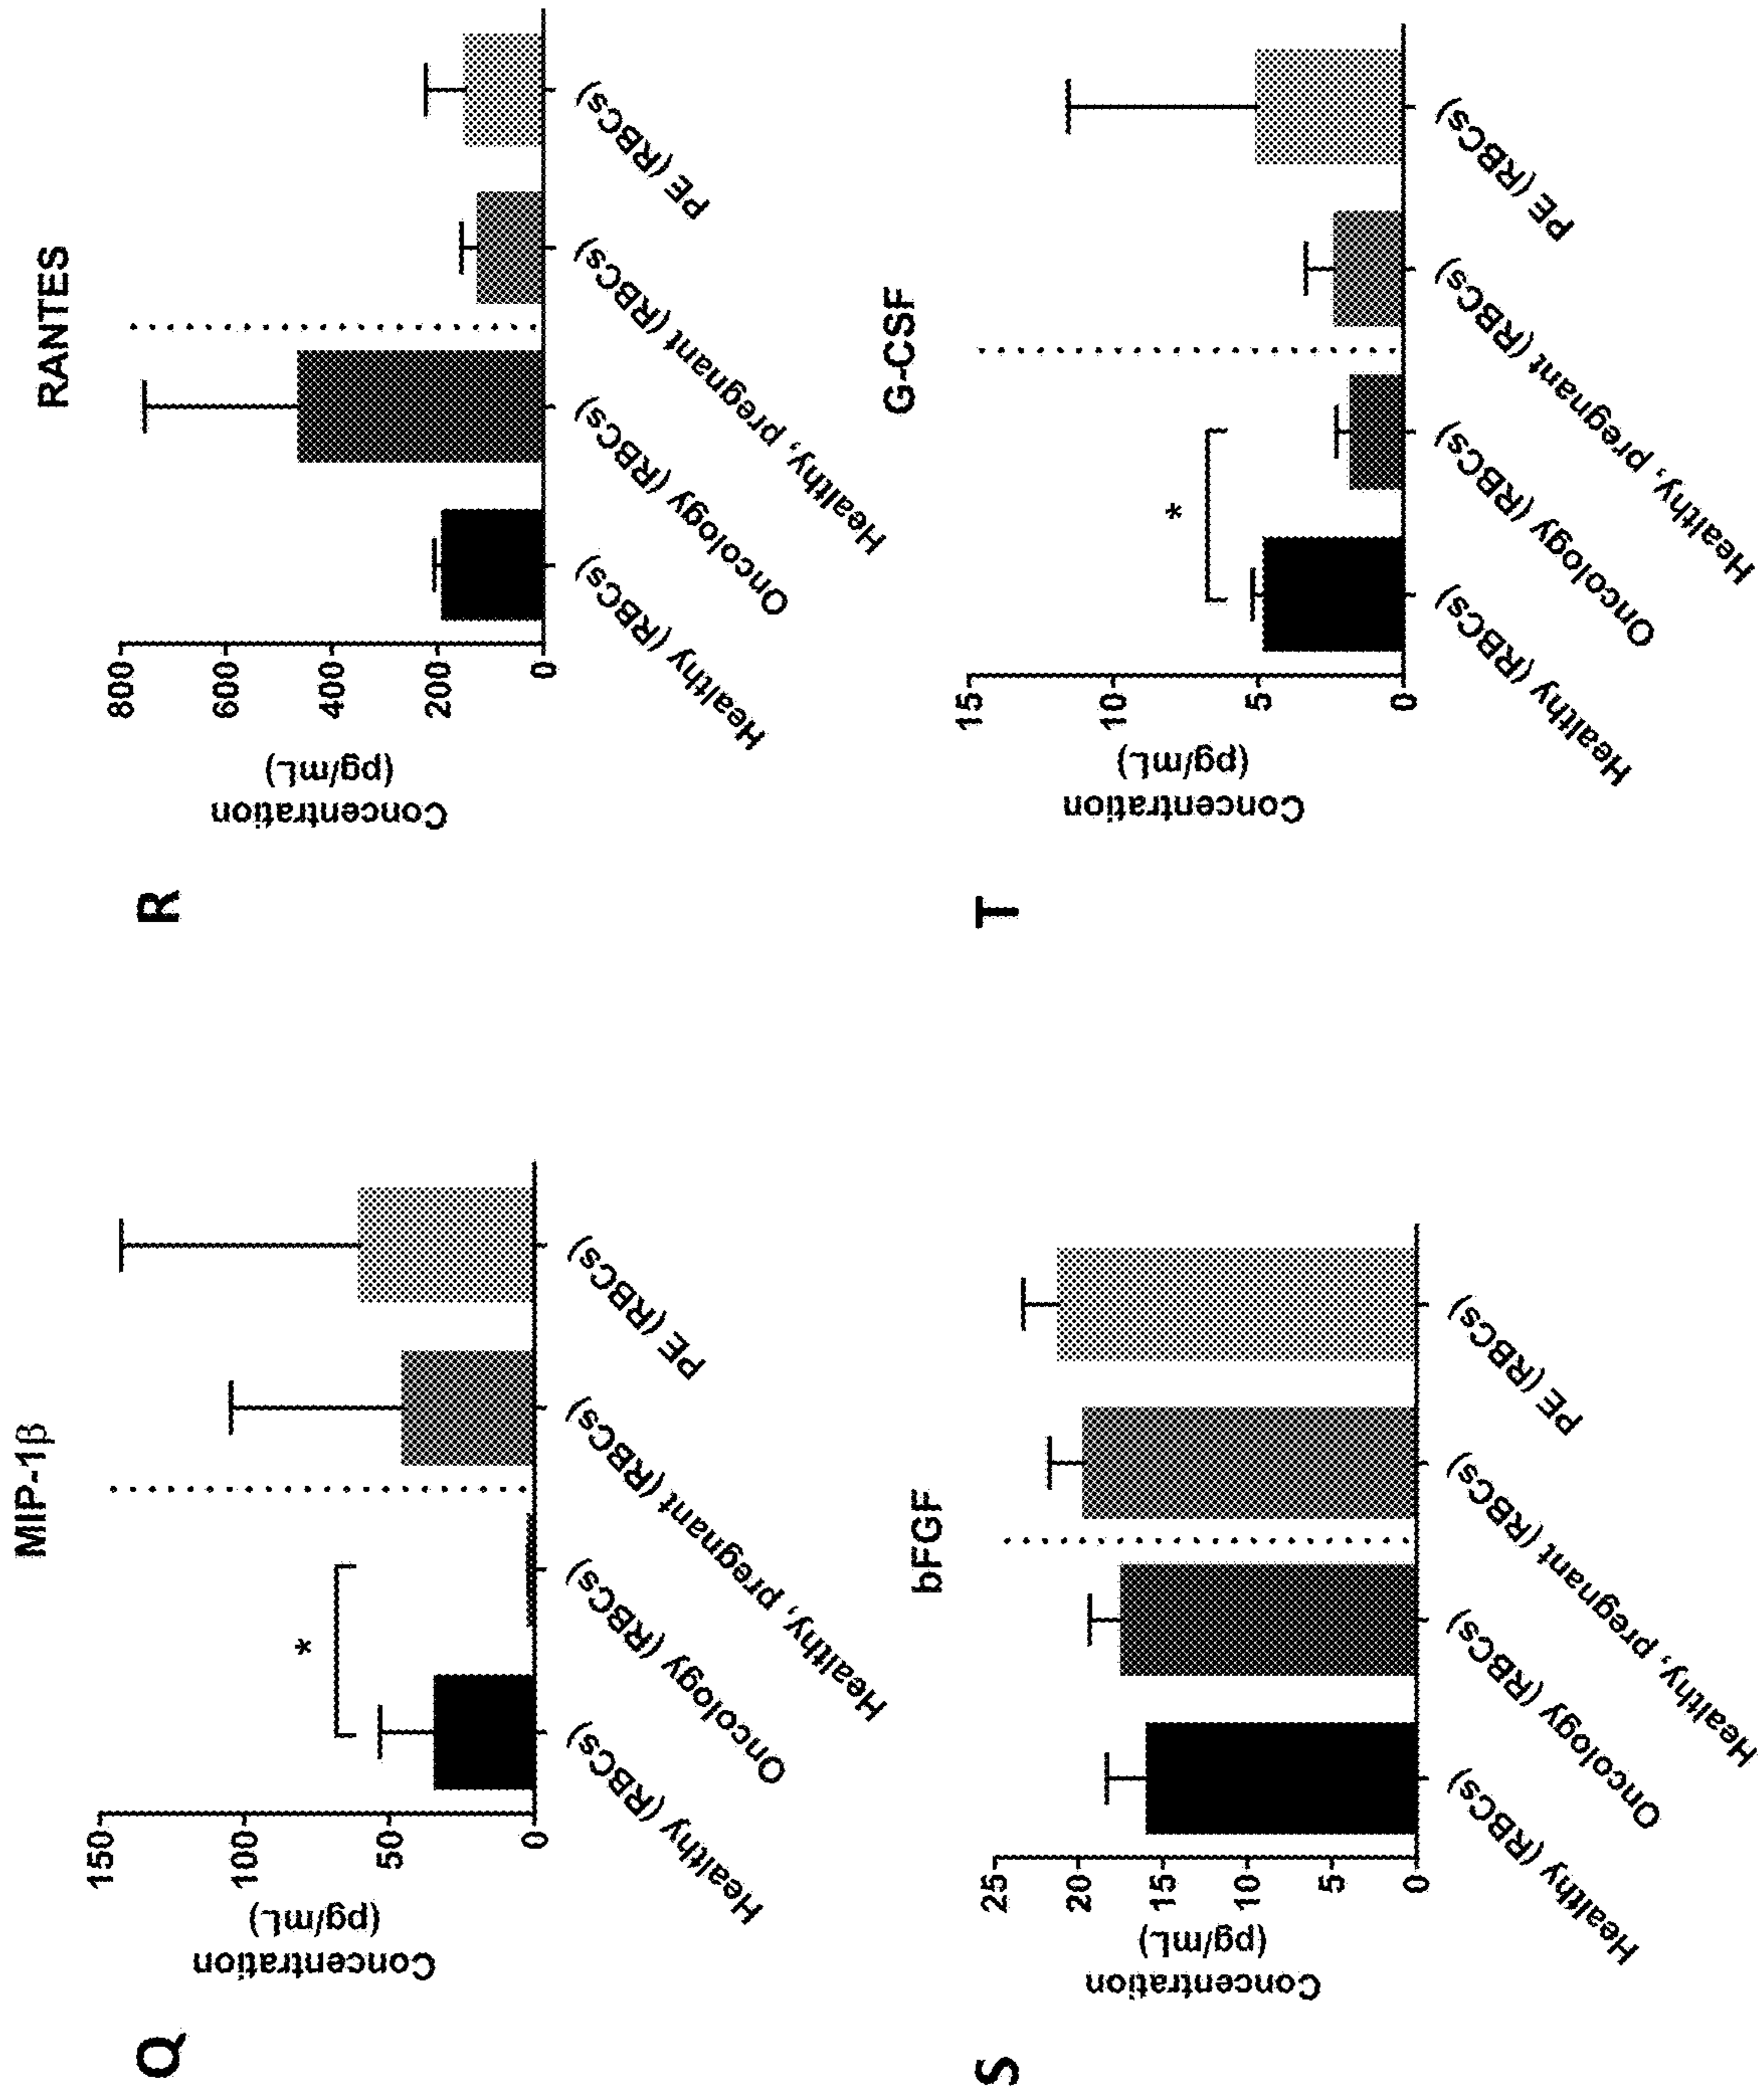 Q
MIP-1β
Concentration
(pg/mL)
150
100
50
0
*
Healthy (RBCs)
Oncology (RBCs)
Healthy, pregnant (RBCs)
PE (RBCs)
R
RANTES
Concentration
(pg/mL)
800
600
400
200
0
Healthy (RBCs)
Oncology (RBCs)
Healthy, pregnant (RBCs)
PE (RBCs)
S
bFGF
Concentration
(pg/mL)
25
20
15
10
5
0
Healthy (RBCs)
Oncology (RBCs)
Healthy, pregnant (RBCs)
PE (RBCs)
T
G-CSF
Concentration
(pg/mL)
15
10
5
0
*
Healthy (RBCs)
Oncology (RBCs)
Healthy, pregnant (RBCs)
PE (RBCs)